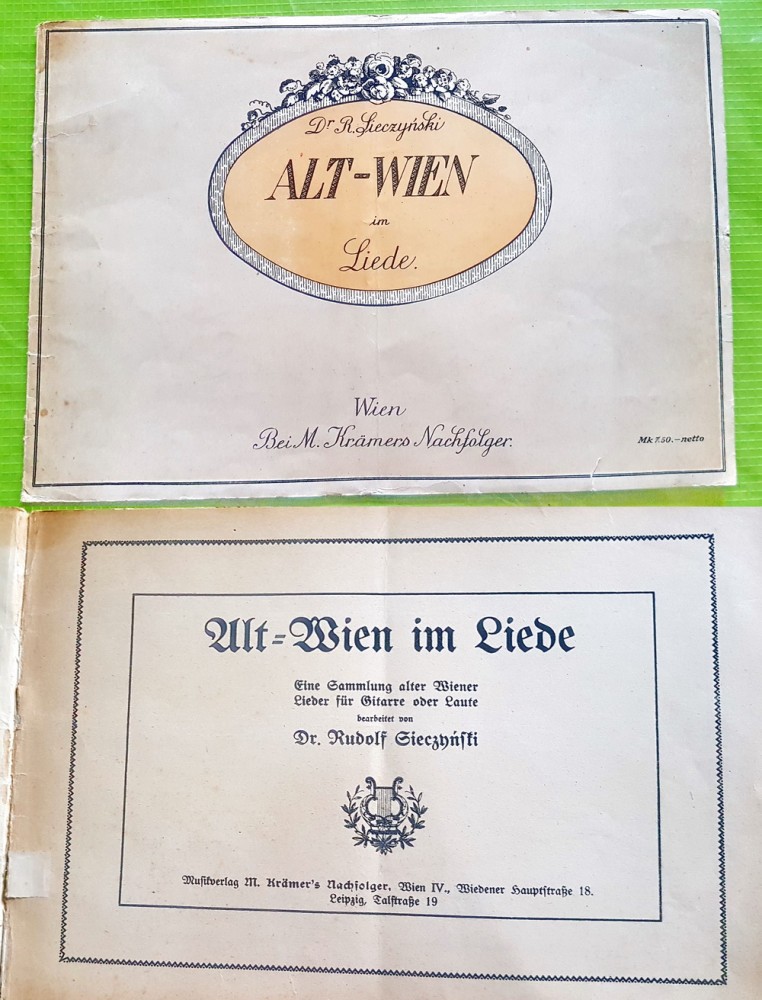 Dr R. Sieczyński
ALT-WIEN
im
Liede.
Wien
Bei M. Krämers Nachfolger.
Mk 7.50.-netto
Alt-Wien im Liede
Eine Sammlung alter Wiener
Lieder für Gitarre oder Laute
bearbeitet von
Dr. Rudolf Sieczyński
Musikverlag M. Krämer's Nachfolger, Wien IV., Wiedener Hauptstraße 18.
Leipzig, Talstraße 19